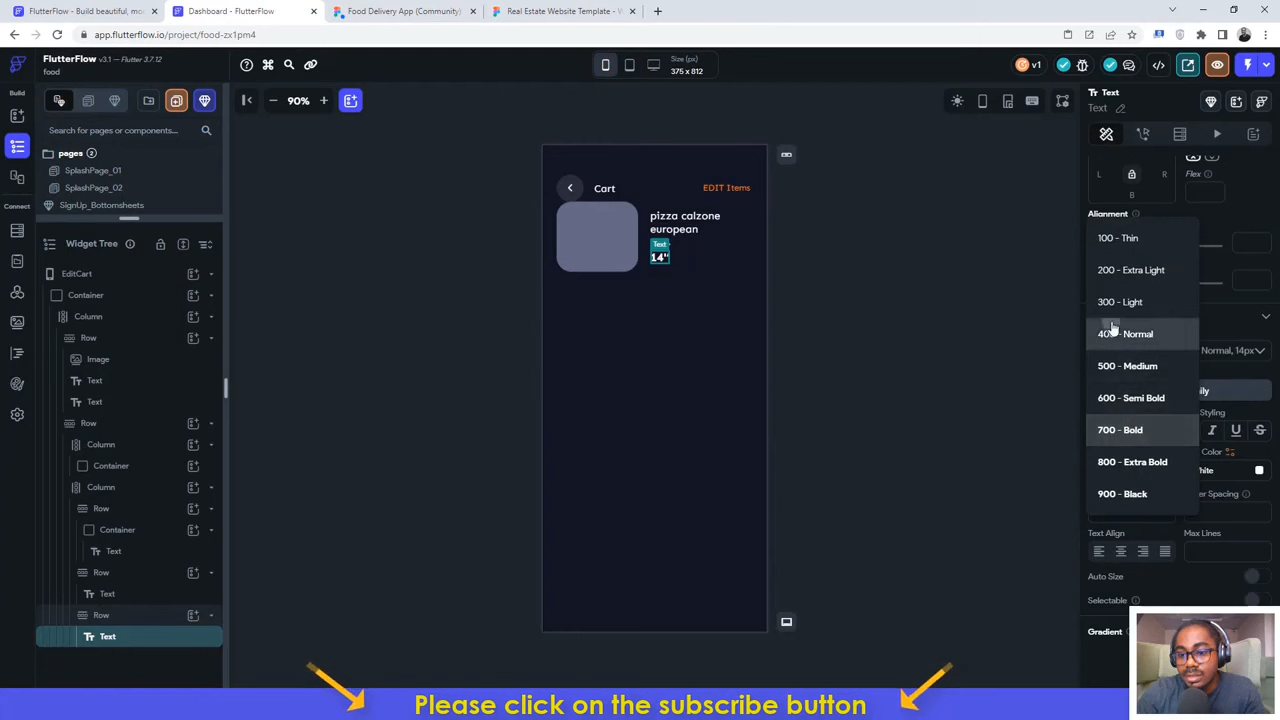 FlutterFlow - Build beautiful, mo
Dashboard - FlutterFlow
Food Delivery App (Community)
Real Estate Website Template -
app.flutterflow.io/project/food-zx1pm4
FlutterFlow v3.1 – Flutter 3.7.12
food
Size (px)
375 x 812
v1
Build
90%
Text
Text
Search for pages or components...
pages 2
SplashPage_01
SplashPage_02
SignUp_Bottomsheets
Connect
Widget Tree
EditCart
Container
Column
Row
Image
Text
Text
Row
Column
Container
Column
Row
Container
Text
Row
Text
Row
Text
Cart
EDIT Items
pizza calzone
european
Text
14"
L
R
B
Flex
Alignment
100 - Thin
200 - Extra Light
300 - Light
400 - Normal
500 - Medium
600 - Semi Bold
700 - Bold
800 - Extra Bold
900 - Black
Normal, 14px
Styling
Color
Text Align
Max Lines
Auto Size
Selectable
Gradient
Please click on the subscribe button